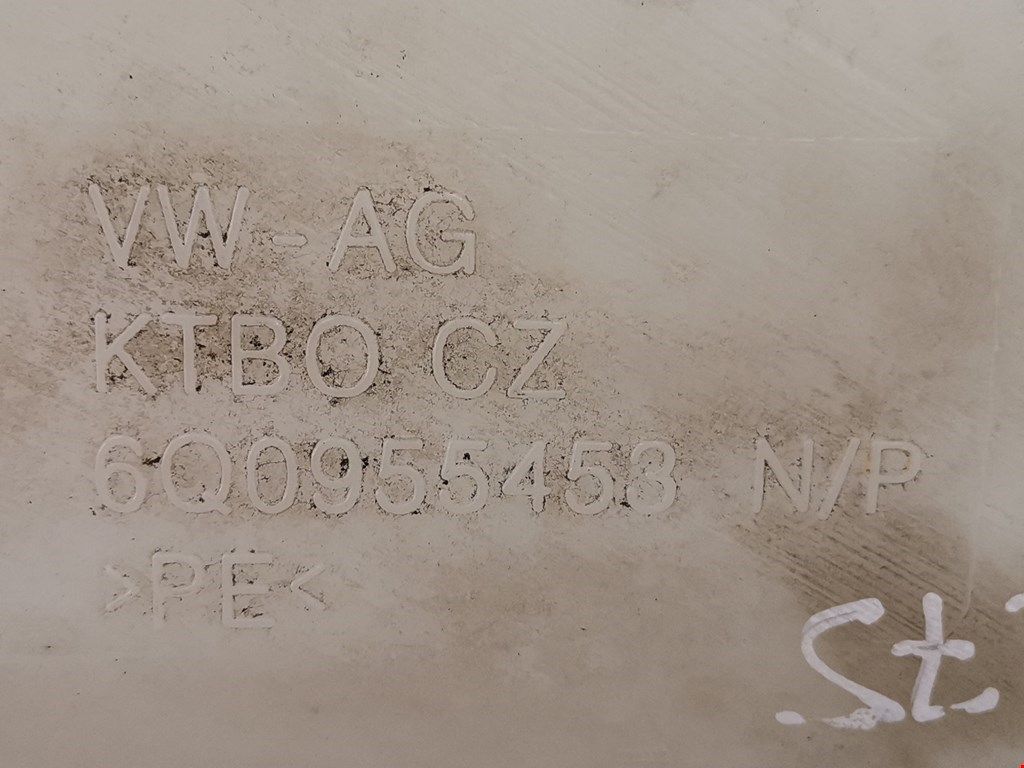 VW-AG
KTBO CZ
6Q0955453 N/P
>PE<
St